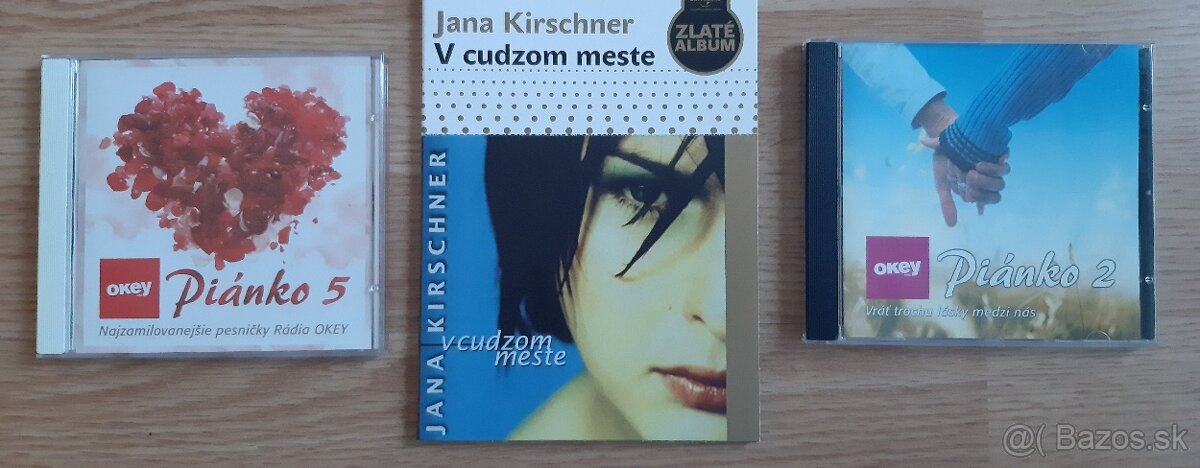 OKEY
Piánko 5
Najzamilovanejšie pesničky Rádia OKEY
Jana Kirschner
V cudzom meste
ZLATÉ
ALBUM
JANA KIRSCHNER
v cudzom
meste
OKEY
Piánko 2
Vráť trochu lásky medzi nás
@( Bazos.sk